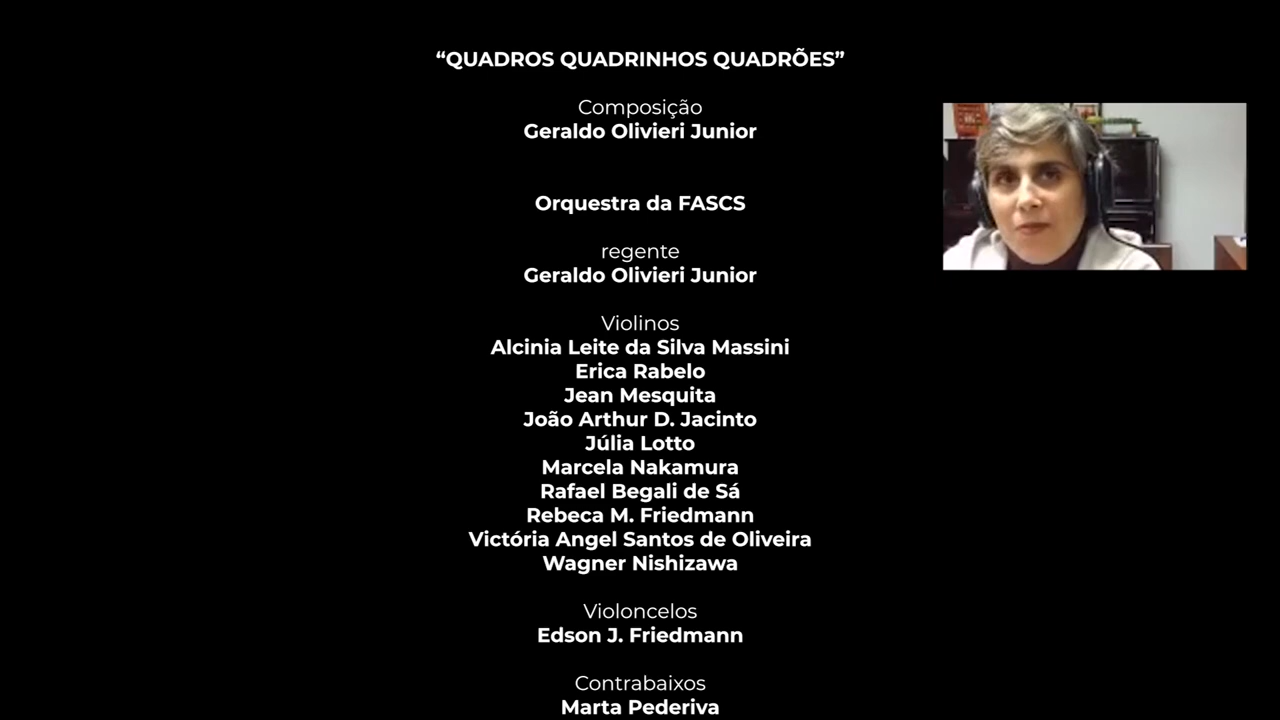 “QUADROS QUADRINHOS QUADRÕES”
Composição
Geraldo Olivieri Junior
Orquestra da FASCS
regente
Geraldo Olivieri Junior
Violinos
Alcinia Leite da Silva Massini
Erica Rabelo
Jean Mesquita
João Arthur D. Jacinto
Júlia Lotto
Marcela Nakamura
Rafael Begali de Sá
Rebeca M. Friedmann
Victória Angel Santos de Oliveira
Wagner Nishizawa
Violoncelos
Edson J. Friedmann
Contrabaixos
Marta Pederiva